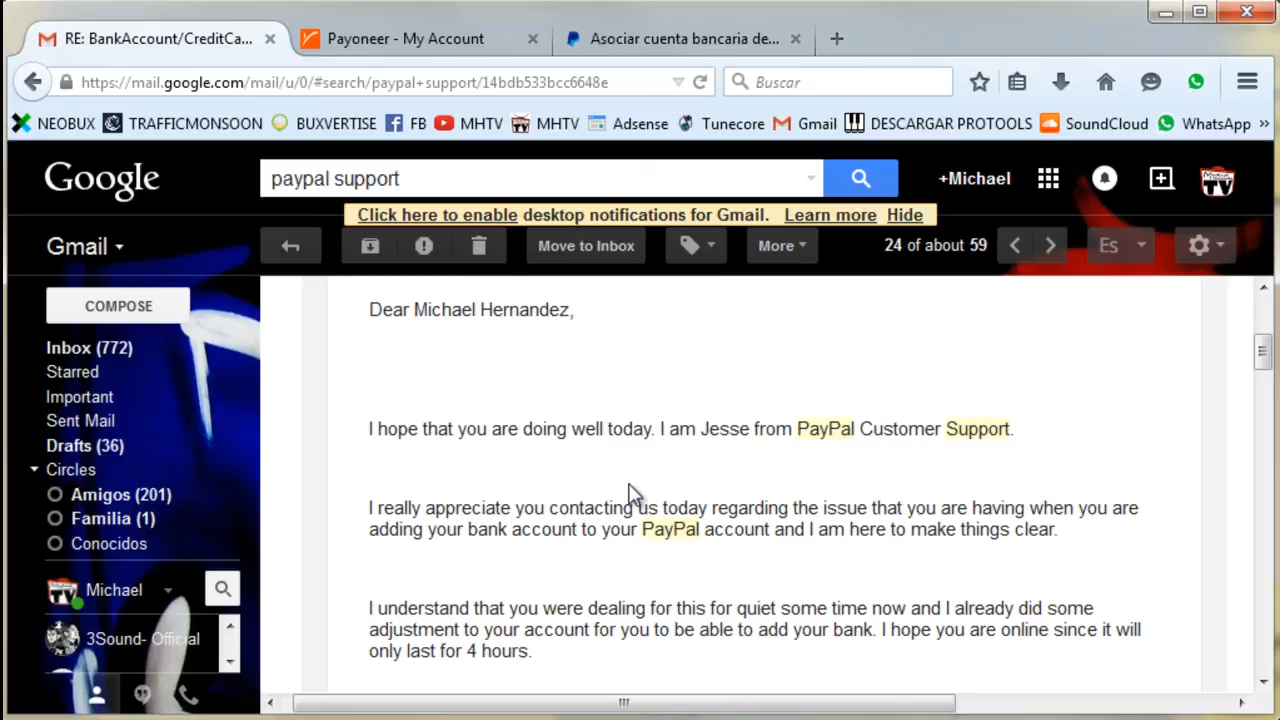 RE: BankAccount/CreditCa...
Payoneer - My Account
Asociar cuenta bancaria de...
https://mail.google.com/mail/u/0/#search/paypal+support/14bdb533bcc6648e
Buscar
NEOBUX
TRAFFICMONSOON
BUXVERTISE
FB
MHTV
MHTV
Adsense
Tunecore
Gmail
DESCARGAR PROTOOLS
SoundCloud
WhatsApp
»
Google
paypal support
+Michael
Click here to enable desktop notifications for Gmail. Learn more Hide
Gmail
Move to Inbox
More
24 of about 59
Es
COMPOSE
Inbox (772)
Starred
Important
Sent Mail
Drafts (36)
Circles
Amigos (201)
Familia (1)
Conocidos
Michael
3Sound- Official
Dear Michael Hernandez,
I hope that you are doing well today. I am Jesse from PayPal Customer Support.
I really appreciate you contacting us today regarding the issue that you are having when you are
adding your bank account to your PayPal account and I am here to make things clear.
I understand that you were dealing for this for quiet some time now and I already did some
adjustment to your account for you to be able to add your bank. I hope you are online since it will
only last for 4 hours.